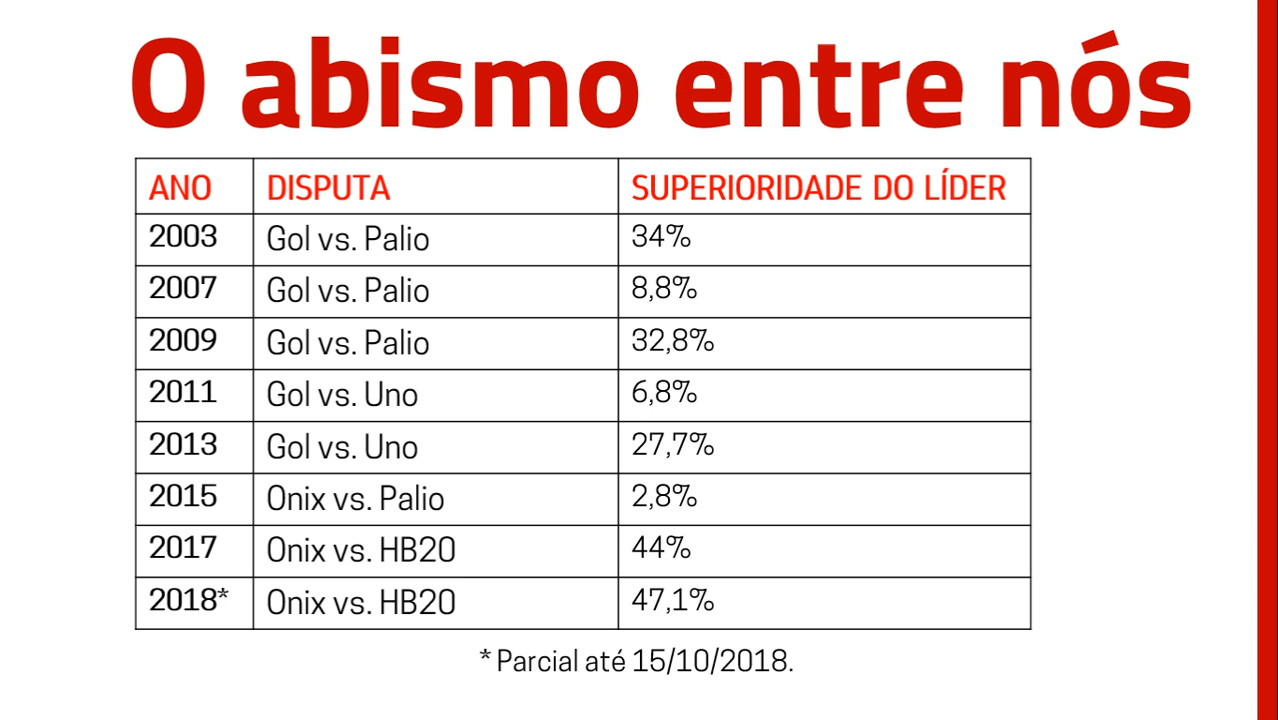 O abismo entre nós
ANO DISPUTA SUPERIORIDADE DO LÍDER
2003 Gol vs. Palio 34%
2007 Gol vs. Palio 8,8%
2009 Gol vs. Palio 32,8%
2011 Gol vs. Uno 6,8%
2013 Gol vs. Uno 27,7%
2015 Onix vs. Palio 2,8%
2017 Onix vs. HB20 44%
2018* Onix vs. HB20 47,1%
* Parcial até 15/10/2018.